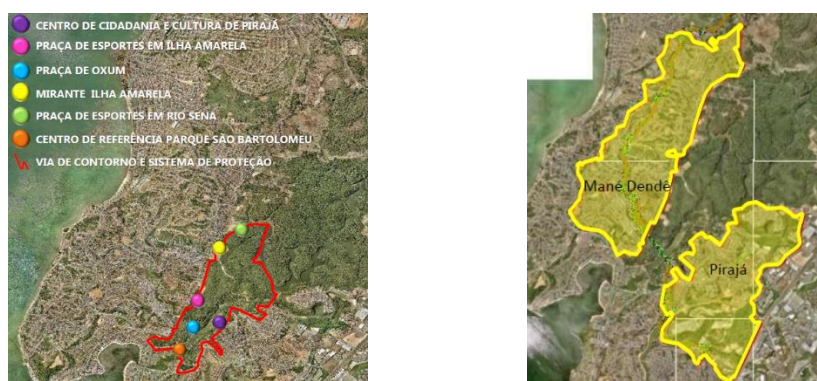 CENTRO DE CIDADANIA E CULTURA DE PIRAJÁ
PRAÇA DE ESPORTES EM ILHA AMARELA
PRAÇA DE OXUM
MIRANTE ILHA AMARELA
PRAÇA DE ESPORTES EM RIO SENA
CENTRO DE REFERÊNCIA PARQUE SÃO BARTOLOMEU
VIA DE CONTORNO E SISTEMA DE PROTEÇÃO
Mané Dendê
Pirajá